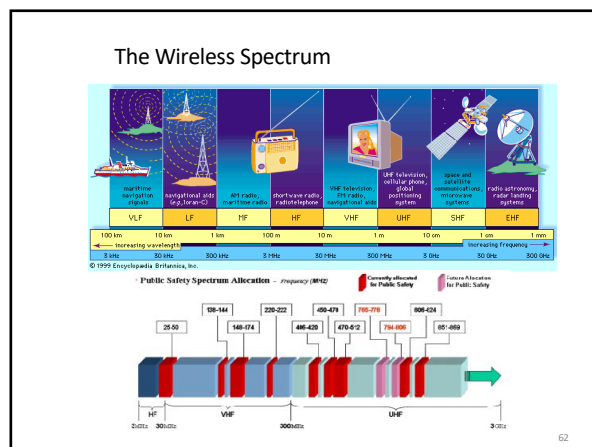 The Wireless Spectrum
maritime navigation signals
navigational aids (e.g. loran-C)
AM radio, maritime radio
short wave radio, radiotelephone
VHF television, FM radio, navigational aids
UHF television, cellular phone, global positioning system
space and satellite communications, microwave systems
radio astronomy, radar landing systems
VLF LF MF HF VHF UHF SHF EHF
100 km 10 km 1 km 100 m 10 m 1 m 10 cm 1 cm 1 mm
increasing wavelength increasing frequency
3 kHz 30 kHz 300 kHz 3 MHz 30 MHz 300 MHz 3 GHz 30 GHz 300 GHz
© 1999 Encyclopædia Britannica, Inc.
Public Safety Spectrum Allocation - Frequency (MHz)
Currently allocated for Public Safety
Future Allocation for Public Safety
138-144 220-222 450-470 806-824
25-50 148-174 406-420 470-512 851-869
HF VHF UHF
3MHz 30MHz 300MHz 3 GHz
62